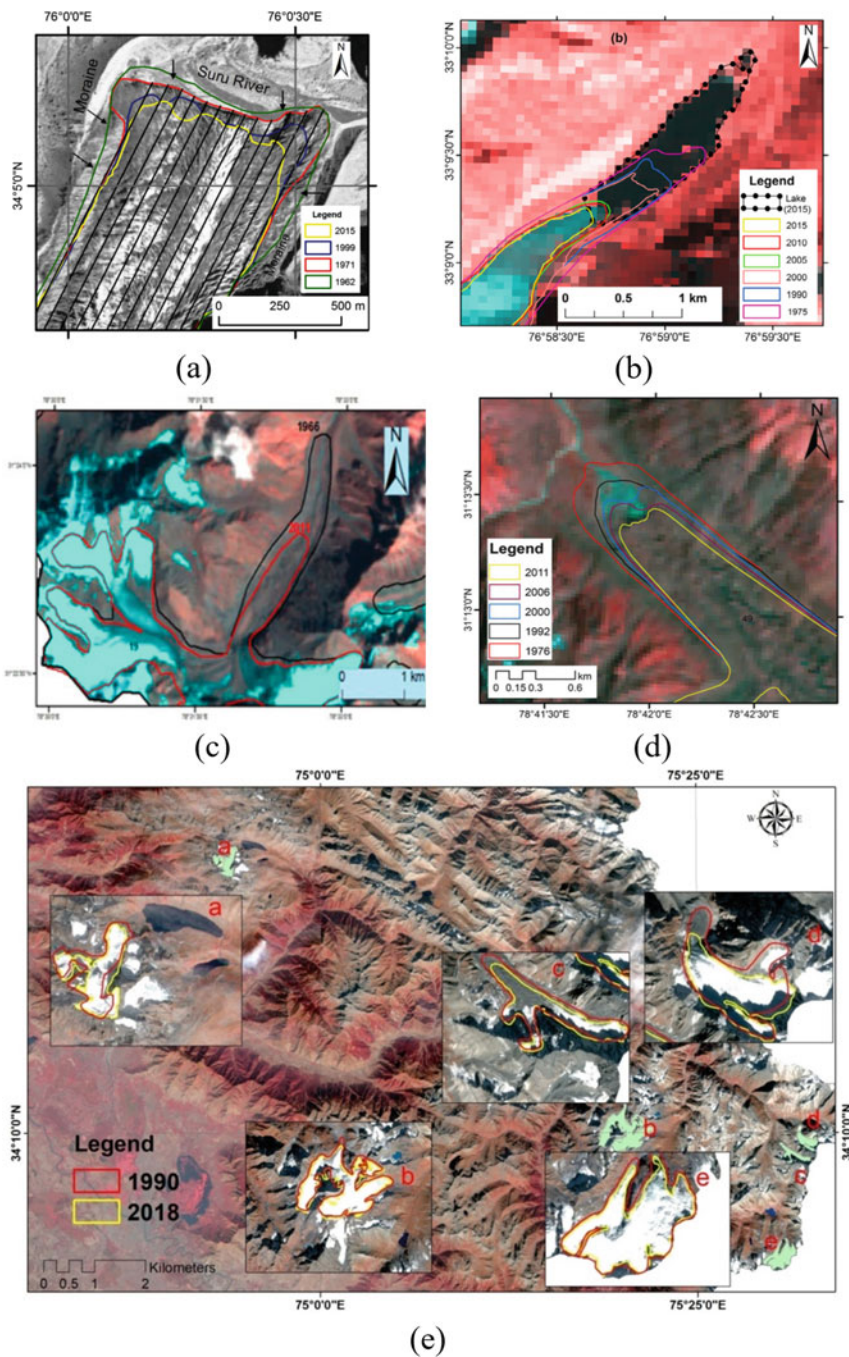 76°0'0"E 76°0'30"E
N
Suru River
Moraine
34°5'0"N
Moraine
Legend
2015
1999
1971
1962
0 250 500 m
(a)
(b)
N
33°10'0"N
33°9'30"N
33°9'0"N
Legend
Lake
(2015)
2015
2010
2005
2000
1990
1975
0 0.5 1 km
76°58'30"E 76°59'0"E 76°59'30"E
(b)
1966
N
0 1 km
(c)
N
31°13'30"N
31°13'0"N
Legend
2011
2006
2000
1992
1976
km
0 0.15 0.3 0.6
78°41'30"E 78°42'0"E 78°42'30"E
(d)
75°0'0"E 75°25'0"E
N
W E
S
a
a
c
d
34°10'0"N 34°10'0"N
b
d
c
b
e
e
Legend
1990
2018
Kilometers
0 0.5 1 2
75°0'0"E 75°25'0"E
(e)